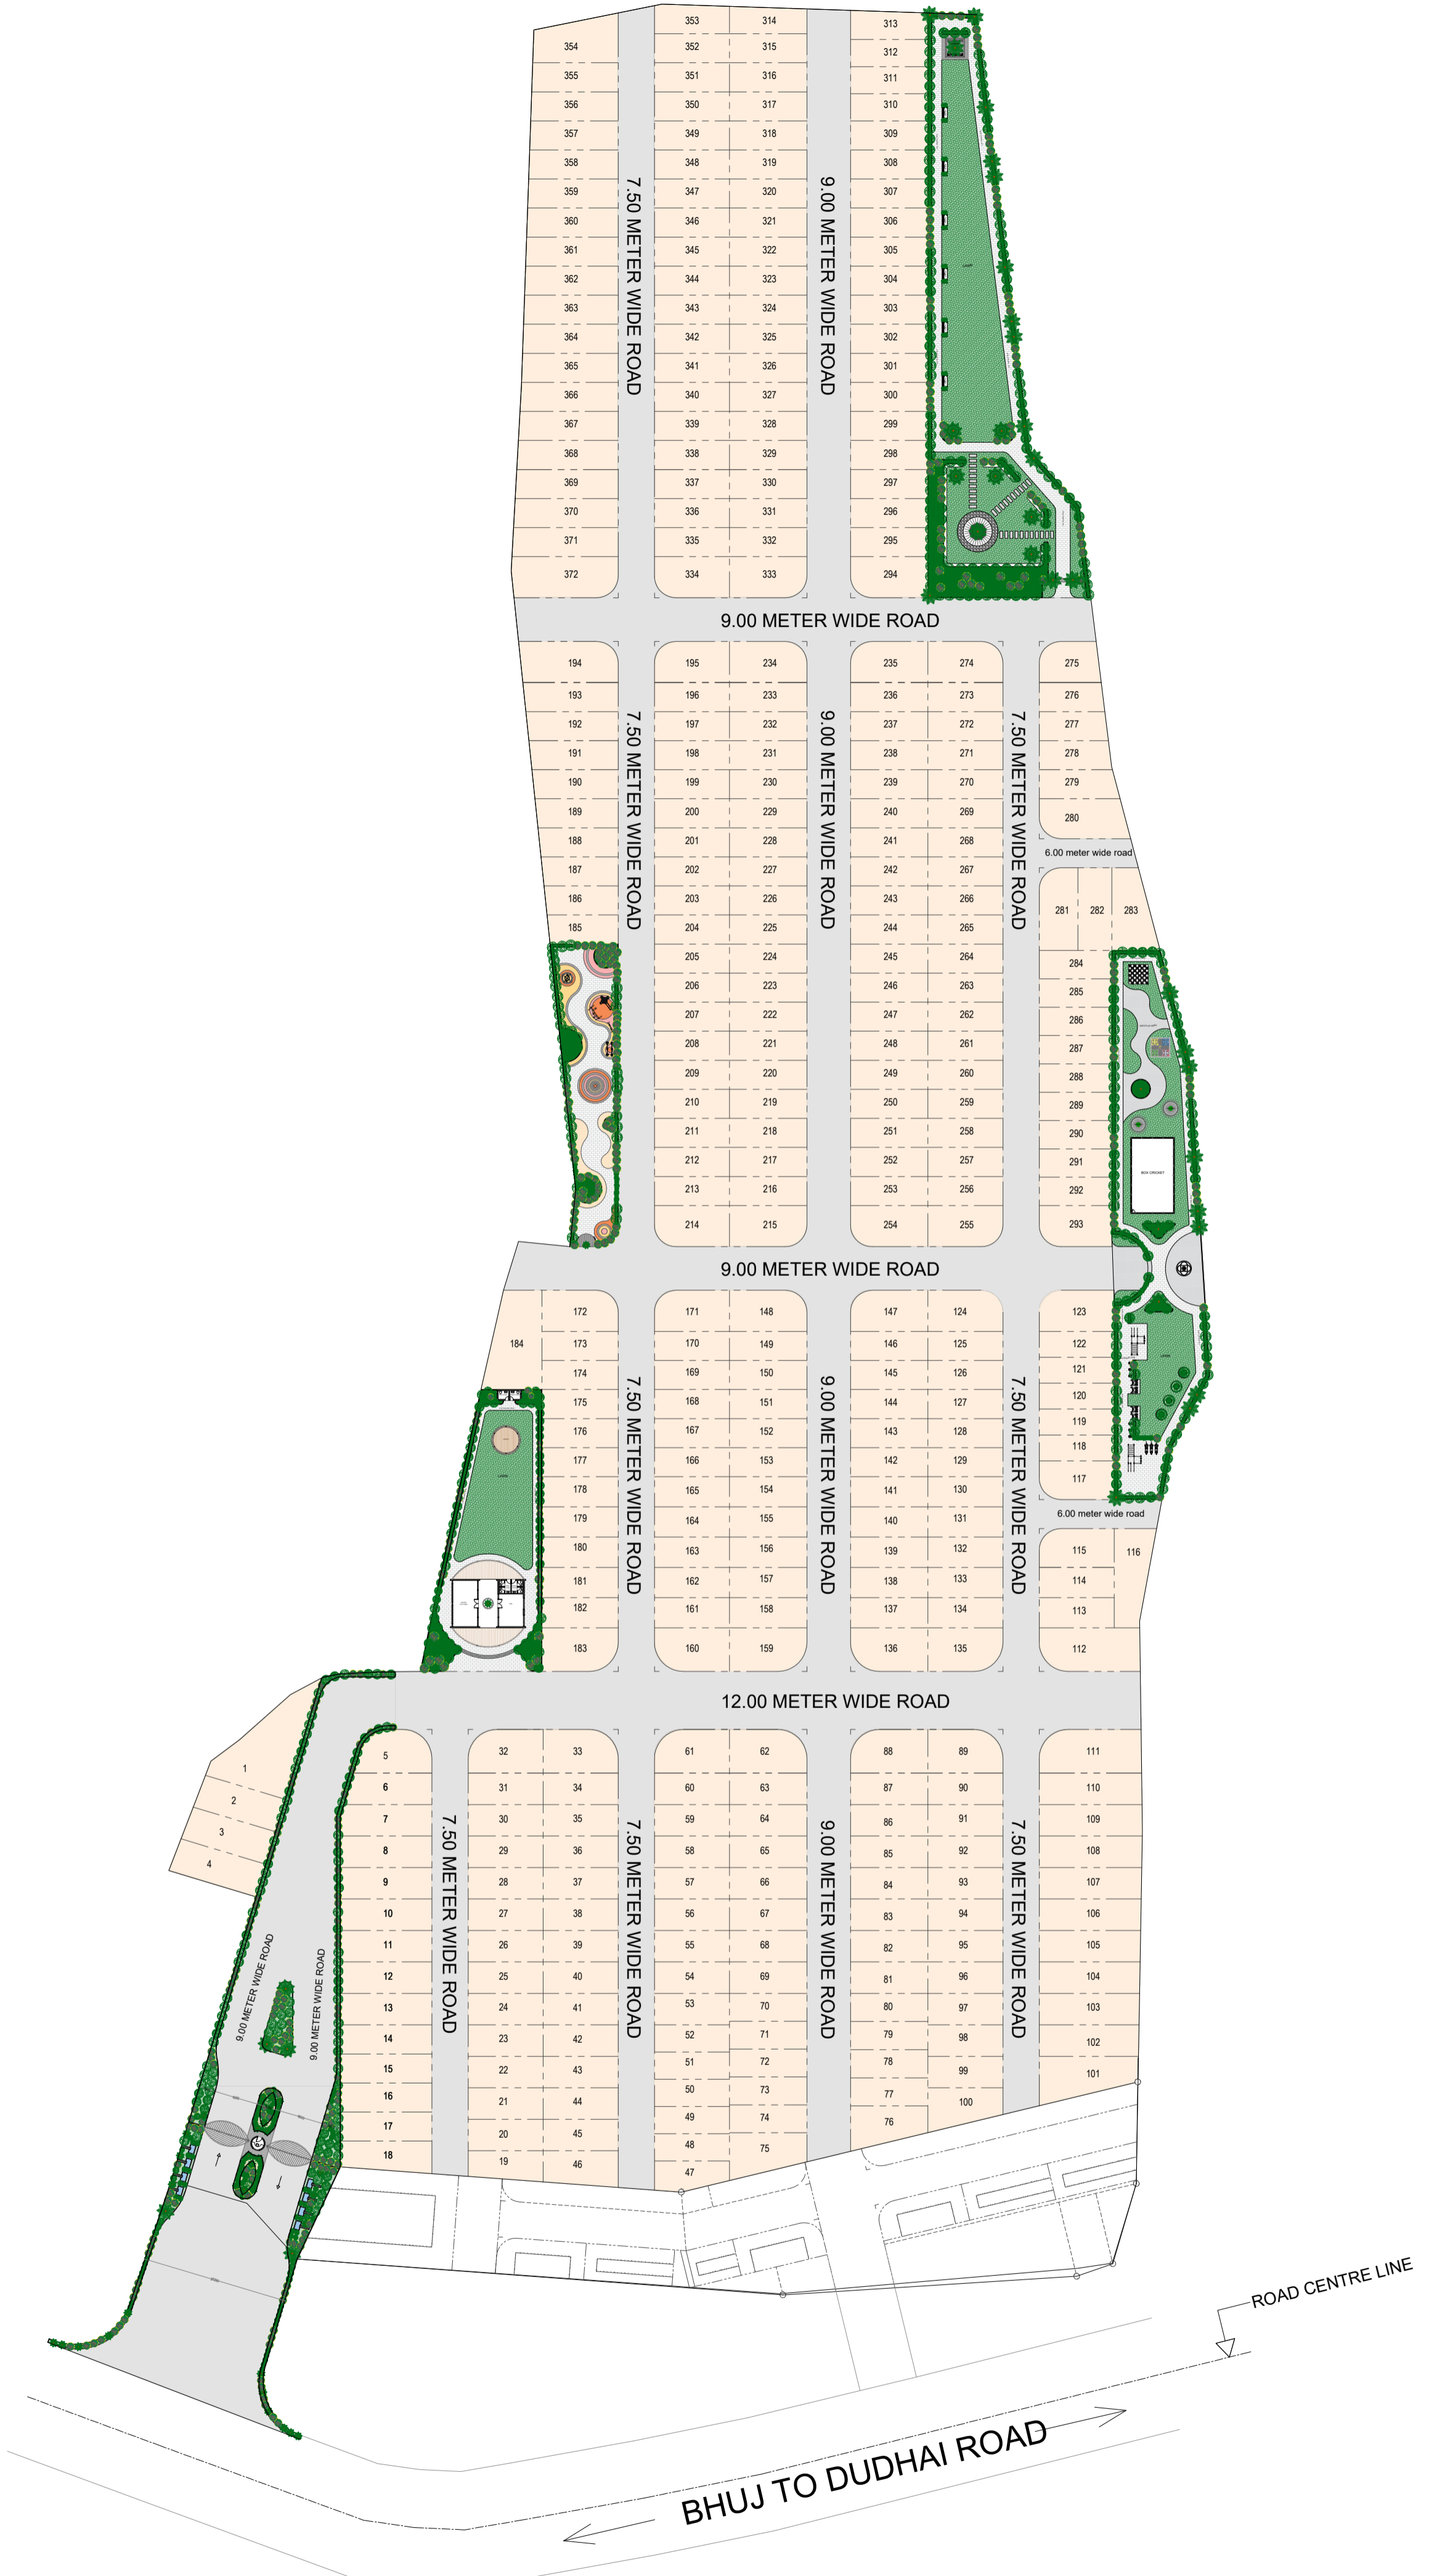 353 314 313
354 352 315 312
355 351 316 311
356 350 317 310
357 349 318 309
358 348 319 308
359 347 320 307
360 346 321 306
361 345 322 305
362 344 323 304
363 343 324 303
364 342 325 302
365 341 326 301
366 340 327 300
367 339 328 299
368 338 329 298
369 337 330 297
370 336 331 296
371 335 332 295
372 334 333 294
7.50 METER WIDE ROAD
9.00 METER WIDE ROAD
9.00 METER WIDE ROAD
194 195 234 235 274 275
193 196 233 236 273 276
192 197 232 237 272 277
191 198 231 238 271 278
190 199 230 239 270 279
189 200 229 240 269 280
188 201 228 241 268
6.00 meter wide road
187 202 227 242 267
186 203 226 243 266 281 282 283
185 204 225 244 265
205 224 245 264 284
206 223 246 263 285
207 222 247 262 286
208 221 248 261 287
209 220 249 260 288
210 219 250 259 289
211 218 251 258 290
212 217 252 257 291
213 216 253 256 292
214 215 254 255 293
7.50 METER WIDE ROAD
9.00 METER WIDE ROAD
7.50 METER WIDE ROAD
BOX CRICKET
9.00 METER WIDE ROAD
172 171 148 147 124 123
184 173 170 149 146 125 122
174 169 150 145 126 121
175 168 151 144 127 120
176 167 152 143 128 119
177 166 153 142 129 118
178 165 154 141 130 117
179 164 155 140 131
6.00 meter wide road
180 163 156 139 132 115 116
181 162 157 138 133 114
182 161 158 137 134 113
183 160 159 136 135 112
7.50 METER WIDE ROAD
9.00 METER WIDE ROAD
7.50 METER WIDE ROAD
12.00 METER WIDE ROAD
1
2
3
4
5 32 33 61 62 88 89 111
6 31 34 60 63 87 90 110
7 30 35 59 64 86 91 109
8 29 36 58 65 85 92 108
9 28 37 57 66 84 93 107
10 27 38 56 67 83 94 106
11 26 39 55 68 82 95 105
12 25 40 54 69 81 96 104
13 24 41 53 70 80 97 103
14 23 42 52 71 79 98 102
15 22 43 51 72 78 99 101
16 21 44 50 73 77 100
17 20 45 49 74 76
18 19 46 48 75
47
7.50 METER WIDE ROAD
7.50 METER WIDE ROAD
9.00 METER WIDE ROAD
7.50 METER WIDE ROAD
9.00 METER WIDE ROAD
9.00 METER WIDE ROAD
ROAD CENTRE LINE
BHUJ TO DUDHAI ROAD